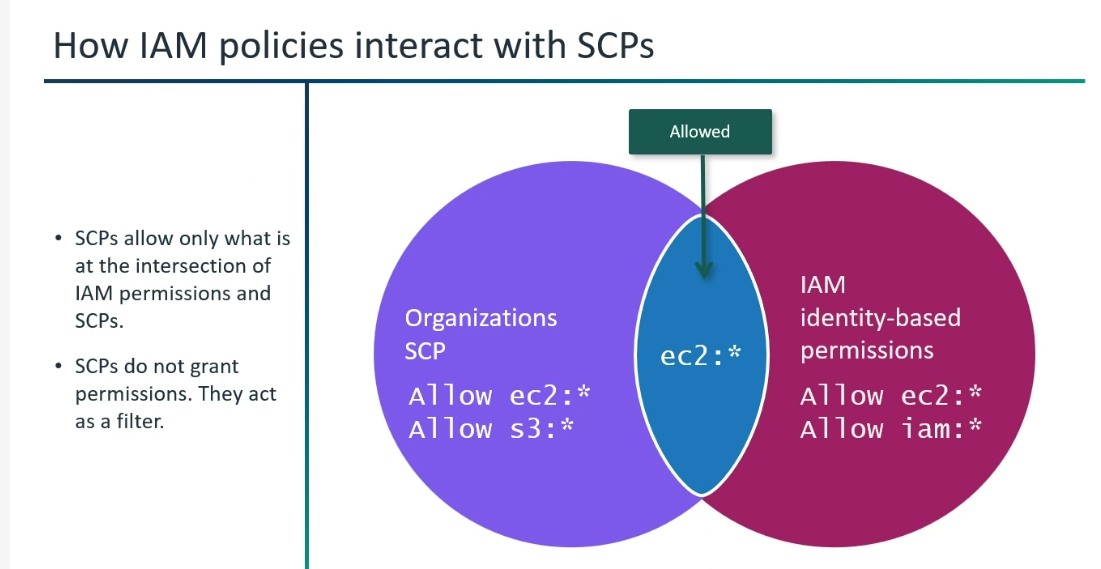 How IAM policies interact with SCPs
• SCPs allow only what is
at the intersection of
IAM permissions and
SCPs.
• SCPs do not grant
permissions. They act
as a filter.
Allowed
Organizations
SCP
Allow ec2:*
Allow s3:*
ec2:*
IAM
identity-based
permissions
Allow ec2:*
Allow iam:*